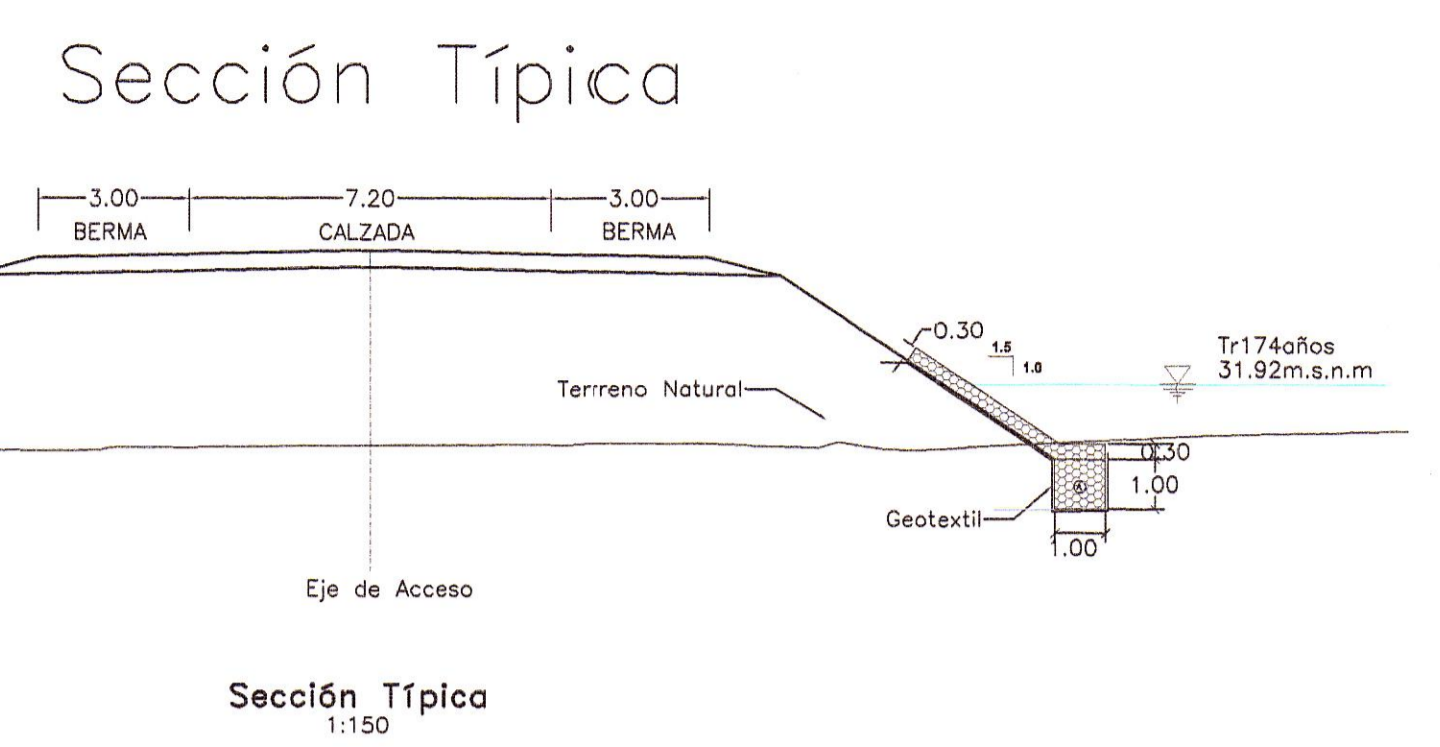 Sección Típica
3.00 7.20 3.00
BERMA CALZADA BERMA
0.30
1.5
1.0
Tr174años
31.92m.s.n.m
Terrreno Natural
0.30
1.00
A
Geotextil
1.00
Eje de Acceso
Sección Típica
1:150